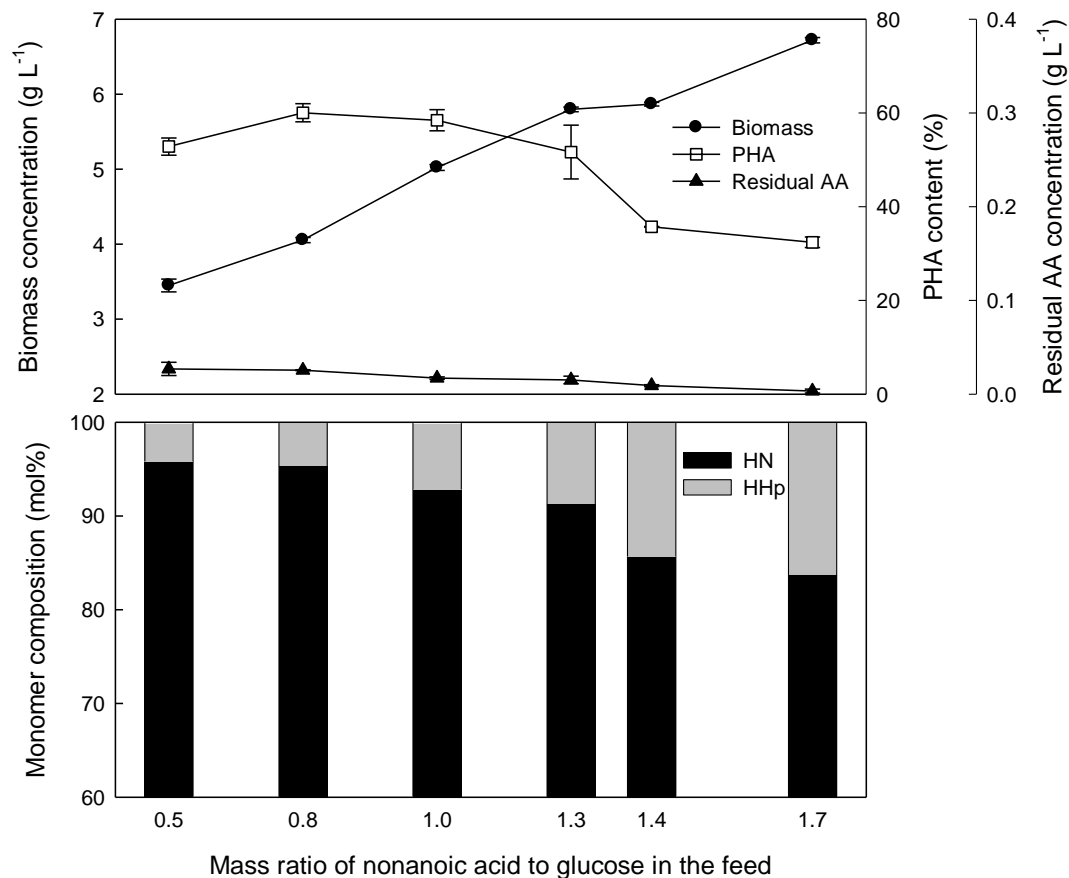 7
6
5
4
3
2
Biomass concentration (g L⁻¹)
80
60
40
20
0
PHA content (%)
0.4
0.3
0.2
0.1
0.0
Residual AA concentration (g L⁻¹)
Biomass
PHA
Residual AA
100
90
80
70
60
Monomer composition (mol%)
HN
HHp
0.5 0.8 1.0 1.3 1.4 1.7
Mass ratio of nonanoic acid to glucose in the feed